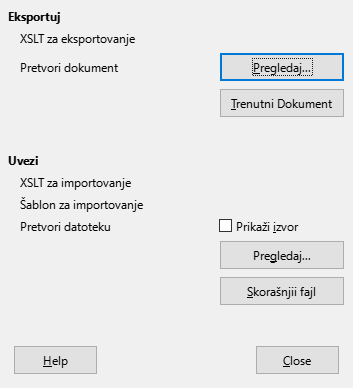 Eksportuj
XSLT za eksportovanje
Pretvori dokument
Pregledaj...
Trenutni Dokument
Uvezi
XSLT za importovanje
Šablon za importovanje
Pretvori datoteku
Prikaži izvor
Pregledaj...
Skorašnjii fajl
Help
Close